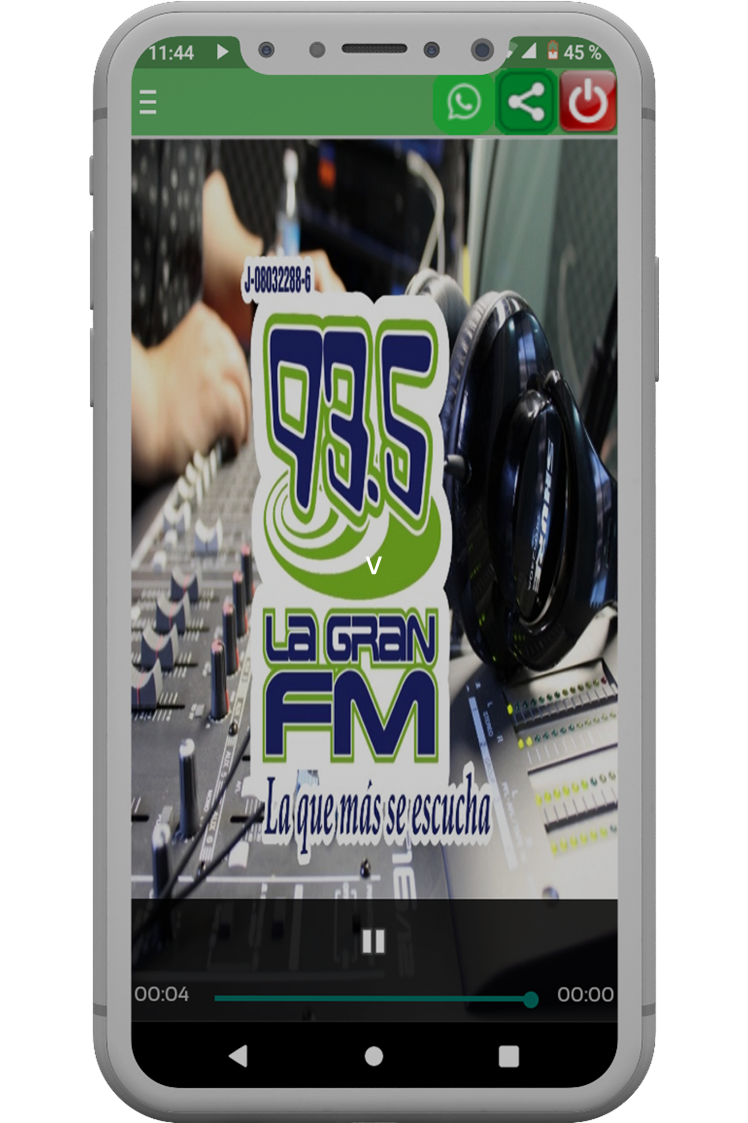 11:44
45 %
J-08032288-6
93.5
v
LA GRAN
FM
La que más se escucha
00:04
00:00